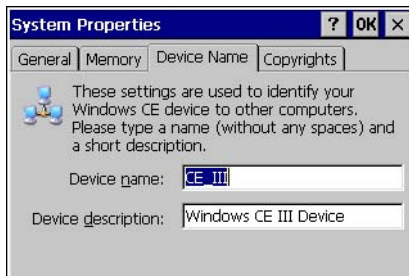 System Properties ? OK ×
General Memory Device Name Copyrights
These settings are used to identify your
Windows CE device to other computers.
Please type a name (without any spaces) and
a short description.
Device name: CE_III
Device description: Windows CE III Device